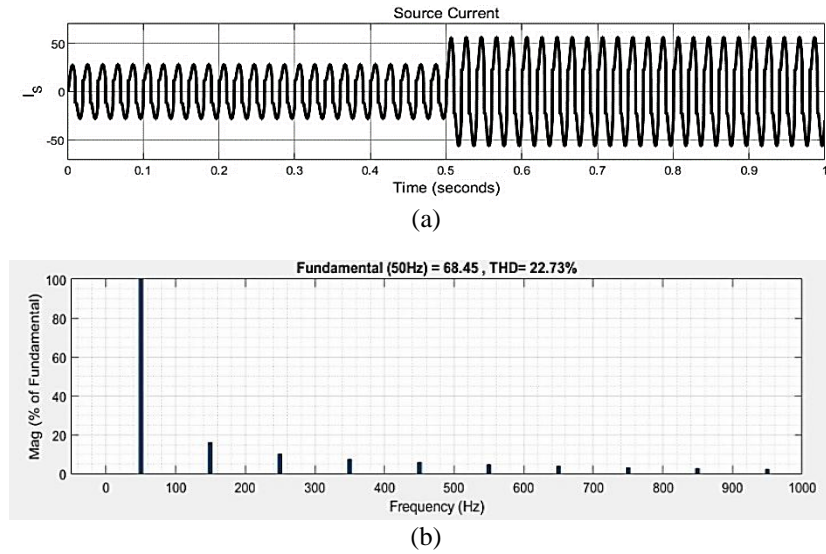 Source Current
50
0
-50
I_S
0 0.1 0.2 0.3 0.4 0.5 0.6 0.7 0.8 0.9 1
Time (seconds)
(a)
Fundamental (50Hz) = 68.45 , THD= 22.73%
100
80
60
40
20
0
Mag (% of Fundamental)
0 100 200 300 400 500 600 700 800 900 1000
Frequency (Hz)
(b)